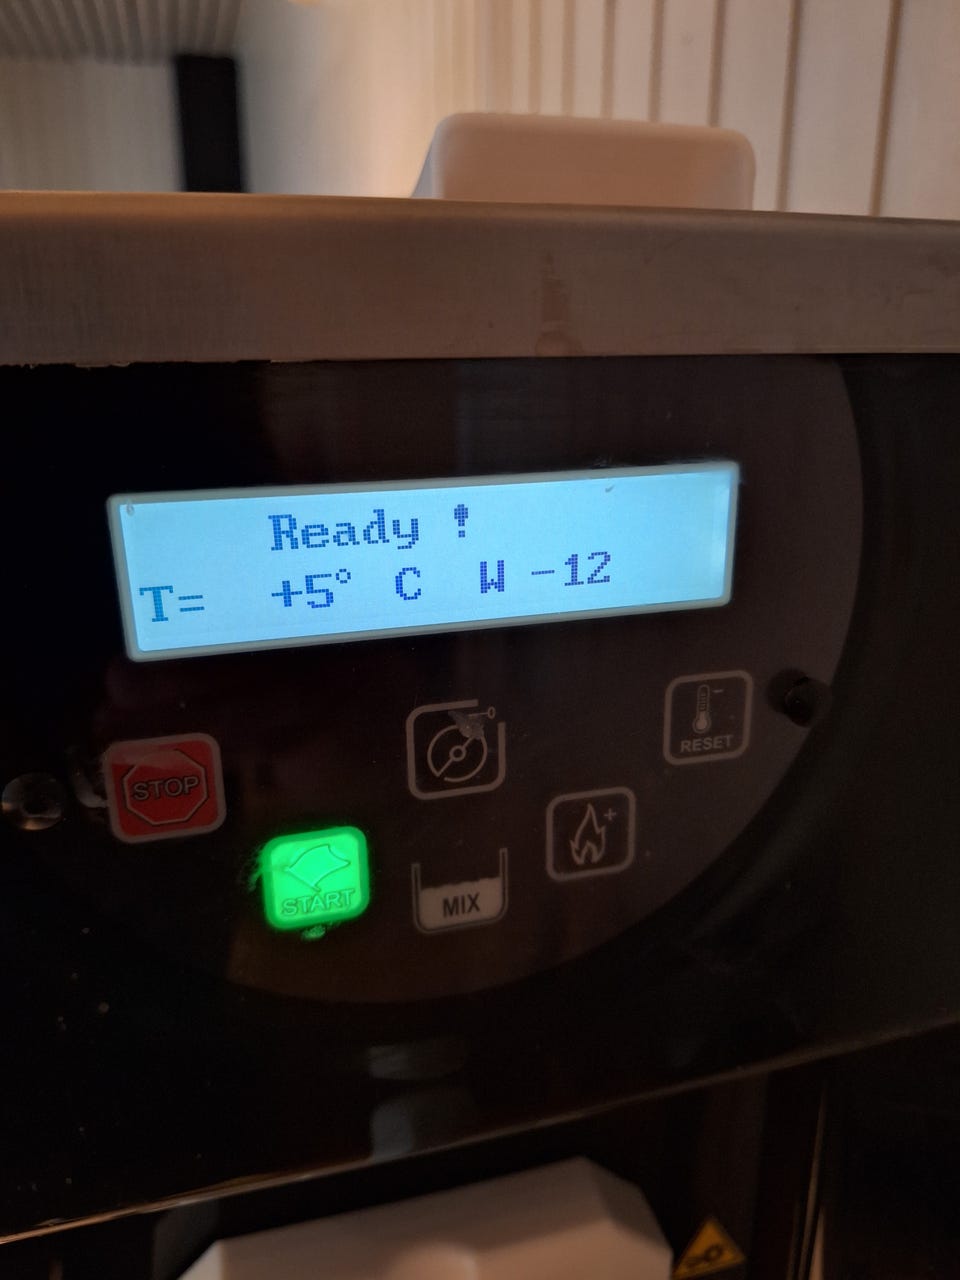 Ready !
T= +5° C W -12
STOP
START
MIX
+
-
RESET